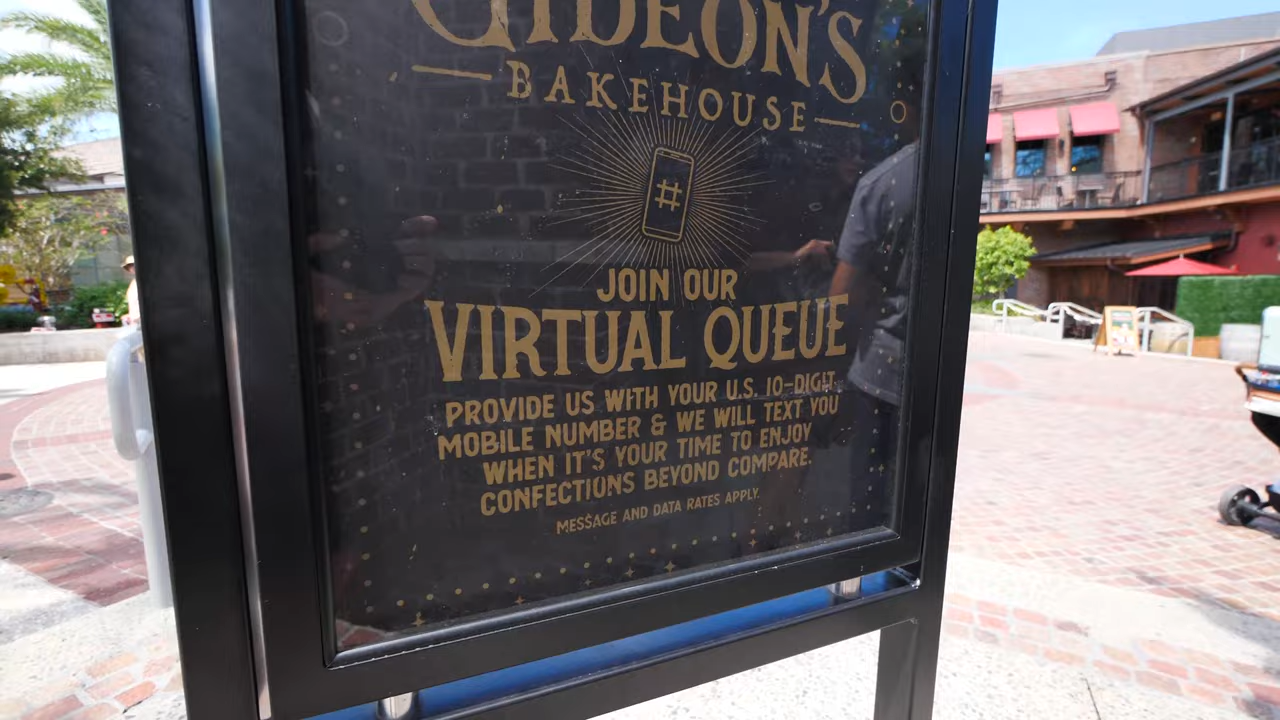 GIDEON'S
BAKEHOUSE
#
JOIN OUR
VIRTUAL QUEUE
PROVIDE US WITH YOUR U.S. 10-DIGIT
MOBILE NUMBER & WE WILL TEXT YOU
WHEN IT'S YOUR TIME TO ENJOY
CONFECTIONS BEYOND COMPARE.
MESSAGE AND DATA RATES APPLY.